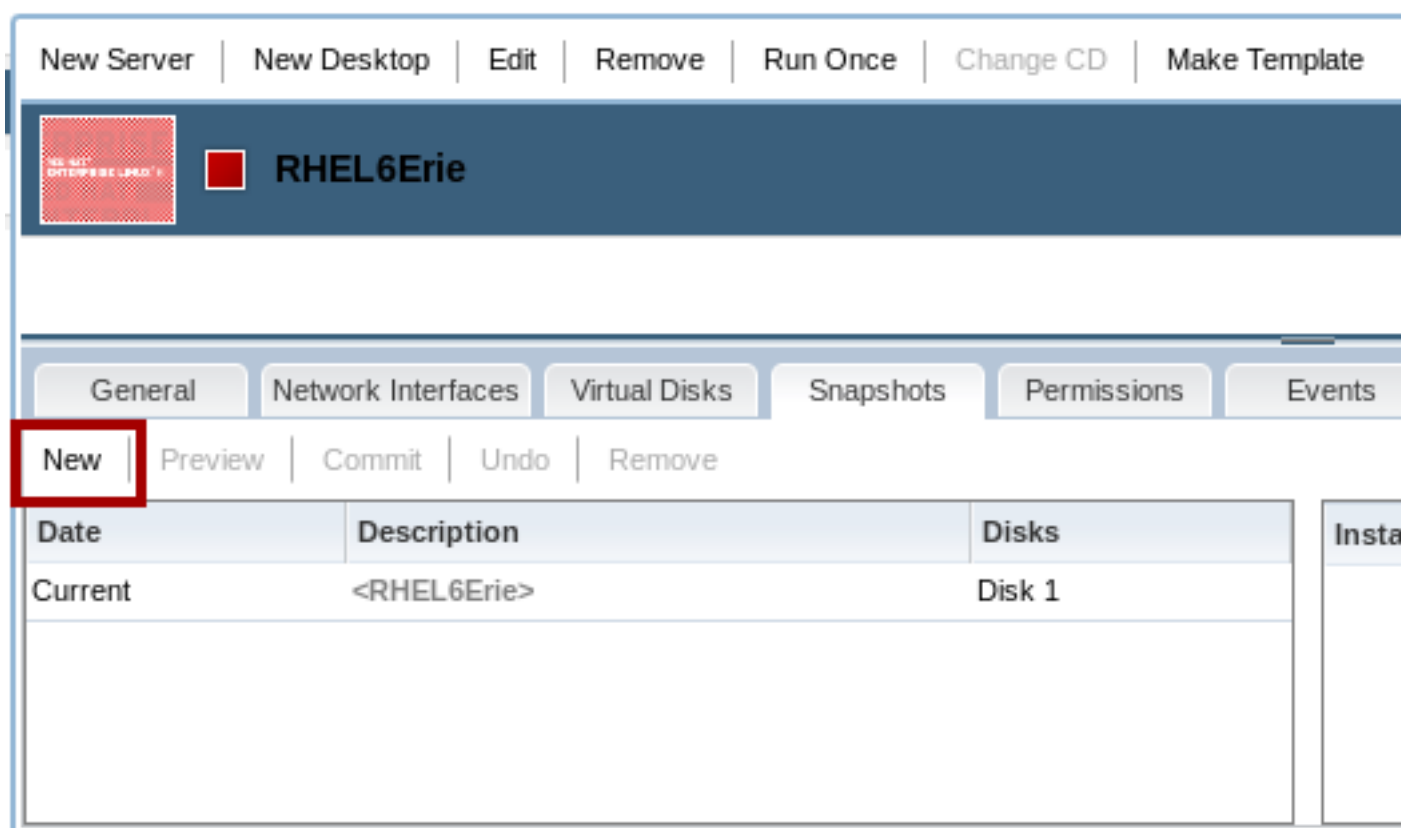 New Server New Desktop Edit Remove Run Once Change CD Make Template
RHEL6Erie
General Network Interfaces Virtual Disks Snapshots Permissions Events
New Preview Commit Undo Remove
Date Description Disks
Current <RHEL6Erie> Disk 1